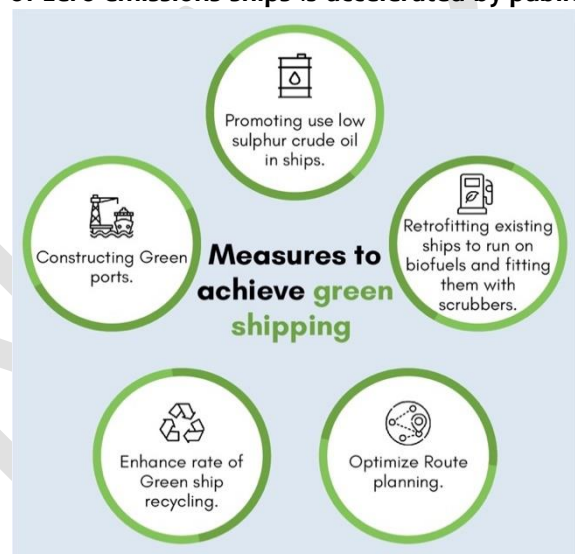 of zero emissions ships is accelerated by
Promoting use low
sulphur crude oil
in ships.
Constructing Green
ports.
Retrofitting existing
ships to run on
biofuels and fitting
them with
scrubbers.
Measures to
achieve green
shipping
Enhance rate of
Green ship
recycling.
Optimize Route
planning.